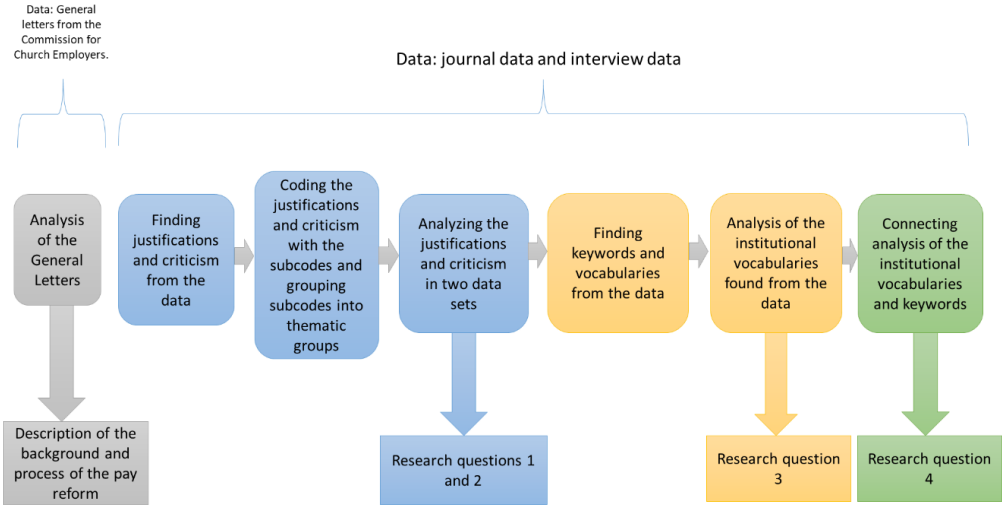 Data: General
letters from the
Commission for
Church Employers.
Data: journal data and interview data
Analysis
of the
General
Letters
Finding
justifications
and criticism
from the
data
Coding the
justifications
and criticism
with the
subcodes and
grouping
subcodes into
thematic
groups
Analyzing the
justifications
and criticism
in two data
sets
Finding
keywords and
vocabularies
from the data
Analysis of the
institutional
vocabularies
found from the
data
Connecting
analysis of the
institutional
vocabularies
and keywords
Description of the
background and
process of the pay
reform
Research questions 1
and 2
Research question
3
Research question
4